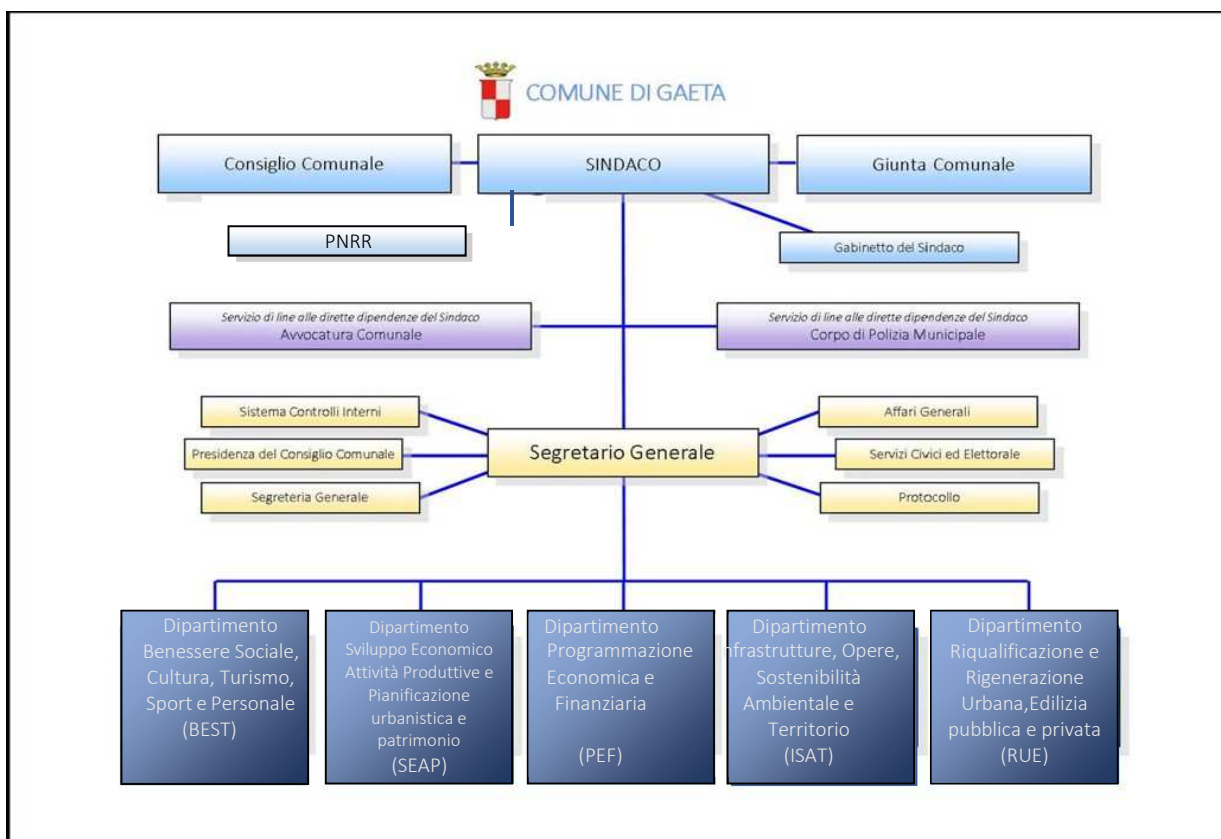 COMUNE DI GAETA
Consiglio Comunale
SINDACO
Giunta Comunale
PNRR
Gabinetto del Sindaco
Servizio di line alle dirette dipendenze del Sindaco
Avvocatura Comunale
Servizio di line alle dirette dipendenze del Sindaco
Corpo di Polizia Municipale
Sistema Controlli Interni
Presidenza del Consiglio Comunale
Segreteria Generale
Segretario Generale
Affari Generali
Servizi Civici ed Elettorale
Protocollo
Dipartimento
Benessere Sociale,
Cultura, Turismo,
Sport e Personale
(BEST)
Dipartimento
Sviluppo Economico
Attività Produttive e
Pianificazione
urbanistica e
patrimonio
(SEAP)
Dipartimento
Programmazione
Economica e
Finanziaria
(PEF)
Dipartimento
nfrastrutture, Opere,
Sostenibilità
Ambientale e
Territorio
(ISAT)
Dipartimento
Riqualificazione e
Rigenerazione
Urbana,Edilizia
pubblica e privata
(RUE)